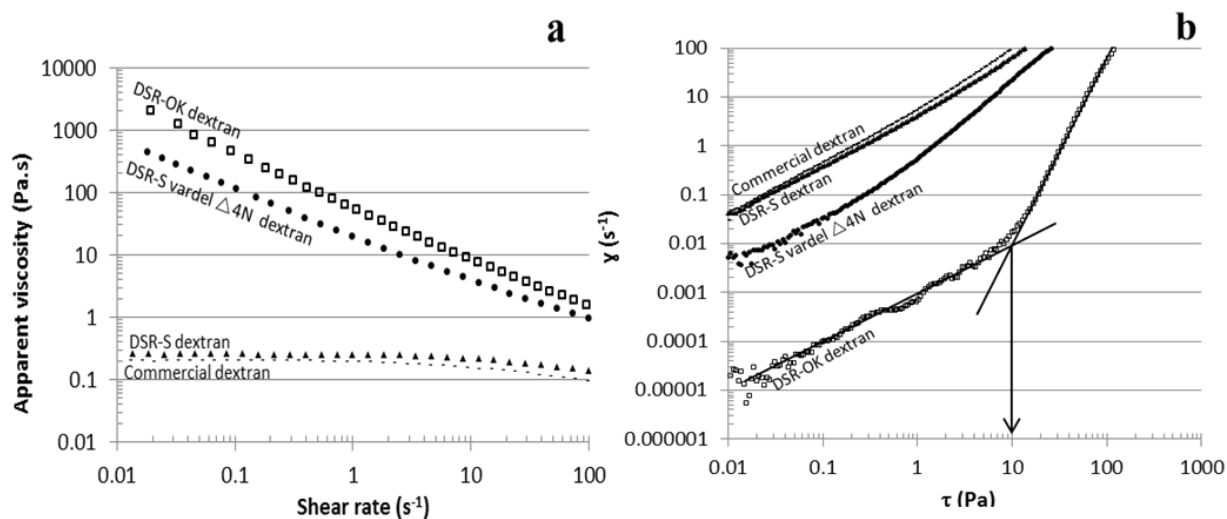 a
Apparent viscosity (Pa.s)
10000
1000
100
10
1
0.1
0.01
DSR-OK dextran
DSR-S vardel △4N dextran
DSR-S dextran
Commercial dextran
0.01 0.1 1 10 100
Shear rate (s⁻¹)
b
ɣ (s⁻¹)
100
10
1
0.1
0.01
0.001
0.0001
0.00001
0.000001
Commercial dextran
DSR-S dextran
DSR-S vardel △4N dextran
DSR-OK dextran
0.01 0.1 1 10 100 1000
τ (Pa)